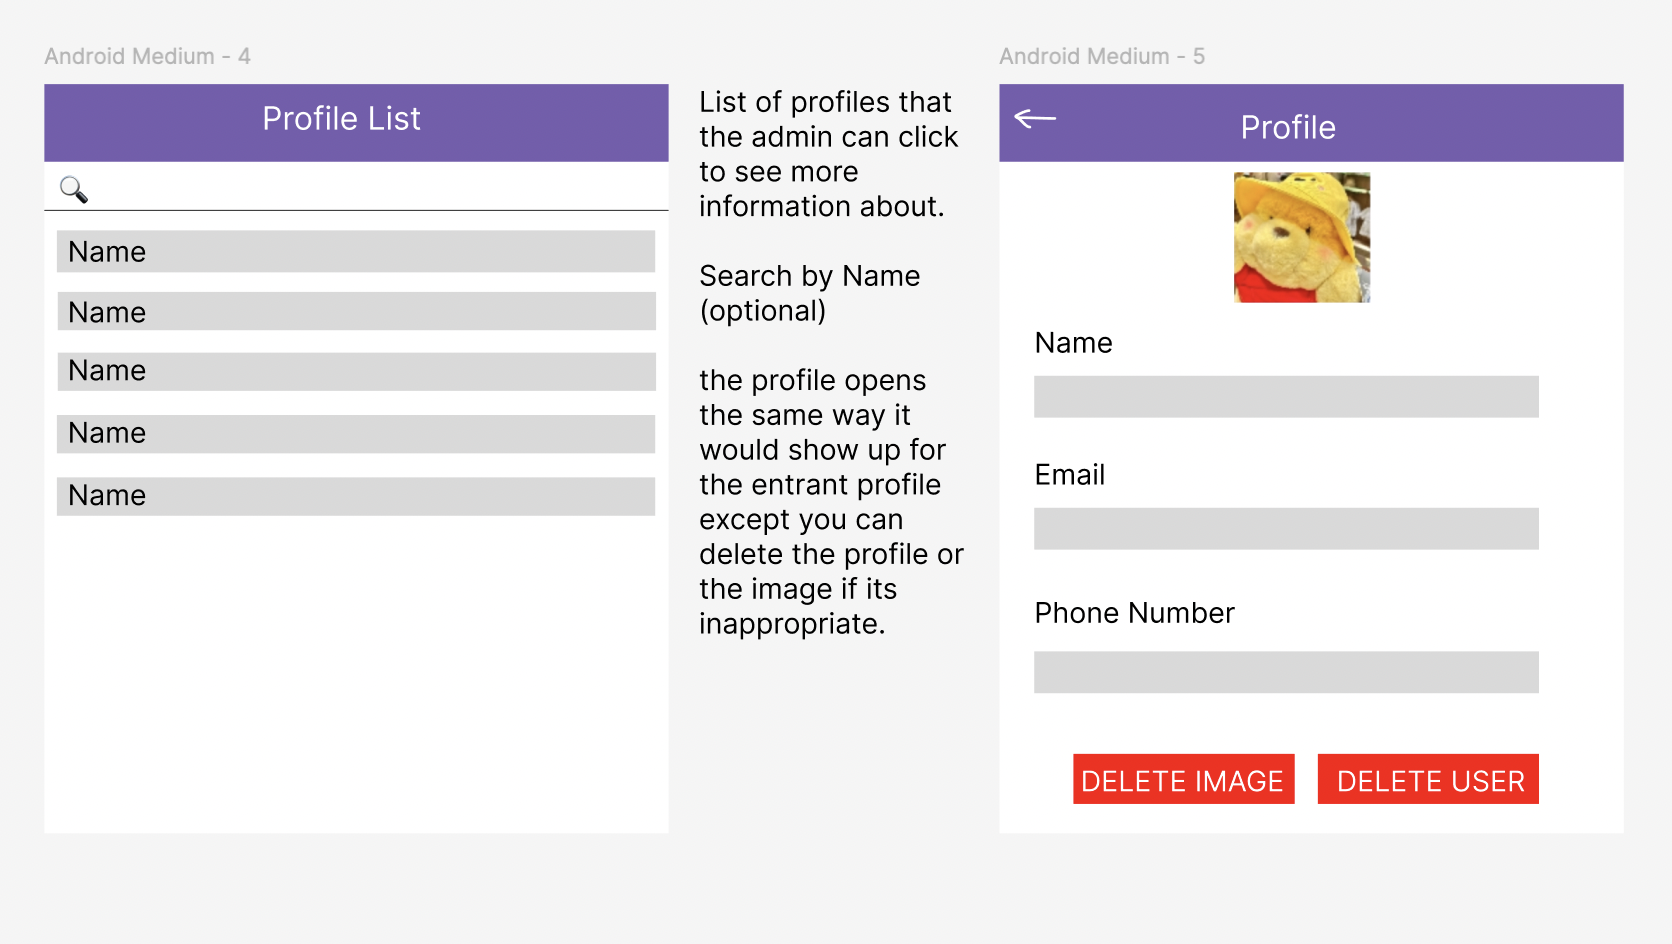 Android Medium - 4
Profile List
Name
Name
Name
Name
Name
List of profiles that
the admin can click
to see more
information about.
Search by Name
(optional)
the profile opens
the same way it
would show up for
the entrant profile
except you can
delete the profile or
the image if its
inappropriate.
Android Medium - 5
Profile
Name
Email
Phone Number
DELETE IMAGE
DELETE USER